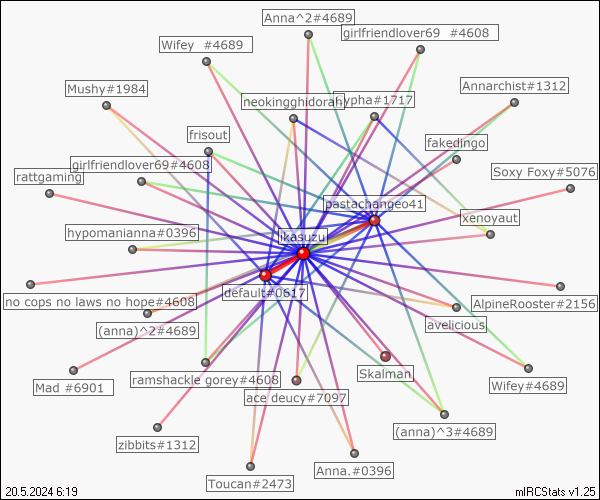 Anna^2#4689
girlfriendlover69 #4608
Wifey #4689
Mushy#1984
Annarchist#1312
neokingghidorah
hypha#1717
frisout
fakedingo
girlfriendlover69#4608
Soxy Foxy#5076
rattgaming
pastachangeo41
xenoyaut
hypomanianna#0396
ikasuzu
default#0617
no cops no laws no hope#4608
AlpineRooster#2156
(anna)^2#4689
avelicious
Skalman
ramshackle gorey#4608
Mad #6901
Wifey#4689
ace deucy#7097
(anna)^3#4689
zibbits#1312
Anna.#0396
Toucan#2473
20.5.2024 6:19
mIRCStats v1.25